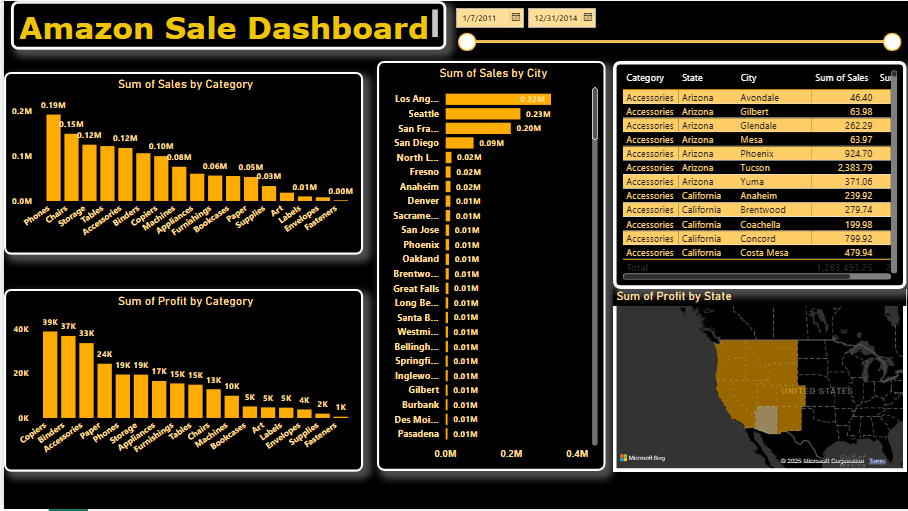 Amazon Sale Dashboard
1/7/2011
12/31/2014
Sum of Sales by Category
0.2M
0.1M
0.0M
0.19M
0.15M
0.12M
0.12M
0.10M
0.08M
0.06M
0.05M
0.03M
0.01M
0.00M
Phones
Chairs
Storage
Tables
Accessories
Binders
Copiers
Machines
Appliances
Furnishings
Bookcases
Paper
Supplies
Art
Labels
Envelopes
Fasteners
Sum of Profit by Category
40K
20K
0K
39K
37K
33K
24K
19K
19K
17K
15K
15K
13K
10K
5K
5K
5K
4K
2K
1K
Copiers
Binders
Accessories
Paper
Phones
Storage
Appliances
Furnishings
Tables
Chairs
Machines
Bookcases
Art
Labels
Envelopes
Supplies
Fasteners
Sum of Sales by City
Los Ang... 0.32M
Seattle 0.23M
San Fra... 0.20M
San Diego 0.09M
North L... 0.02M
Fresno 0.02M
Anaheim 0.02M
Denver 0.01M
Sacrame... 0.01M
San Jose 0.01M
Phoenix 0.01M
Oakland 0.01M
Brentwo... 0.01M
Great Falls 0.01M
Long Be... 0.01M
Santa B... 0.01M
Westmi... 0.01M
Bellingh... 0.01M
Springfi... 0.01M
Inglewo... 0.01M
Gilbert 0.01M
Burbank 0.01M
Des Moi... 0.01M
Pasadena 0.01M
0.0M 0.2M 0.4M
Category State City Sum of Sales Su
Accessories Arizona Avondale 46.40
Accessories Arizona Gilbert 63.98
Accessories Arizona Glendale 262.29
Accessories Arizona Mesa 63.97
Accessories Arizona Phoenix 924.70
Accessories Arizona Tucson 2,383.79
Accessories Arizona Yuma 371.06
Accessories California Anaheim 239.92
Accessories California Brentwood 279.74
Accessories California Coachella 199.98
Accessories California Concord 799.92
Accessories California Costa Mesa 479.94
Total 1,283,493.25 2
Sum of Profit by State
UNITED STATES
Gulf of
Microsoft Bing
© 2025 Microsoft Corporation Terms